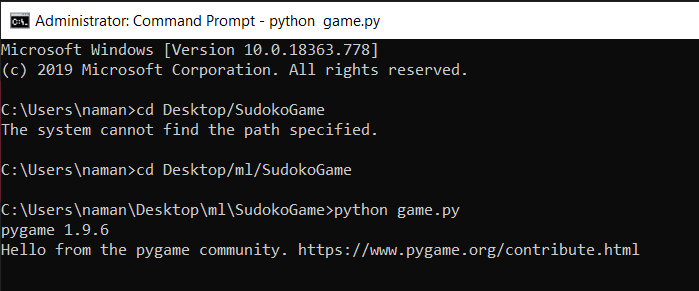 Administrator: Command Prompt - python  game.py
Microsoft Windows [Version 10.0.18363.778]
(c) 2019 Microsoft Corporation. All rights reserved.
C:\Users\naman>cd Desktop/SudokoGame
The system cannot find the path specified.
C:\Users\naman>cd Desktop/ml/SudokoGame
C:\Users\naman\Desktop\ml\SudokoGame>python game.py
pygame 1.9.6
Hello from the pygame community. https://www.pygame.org/contribute.html